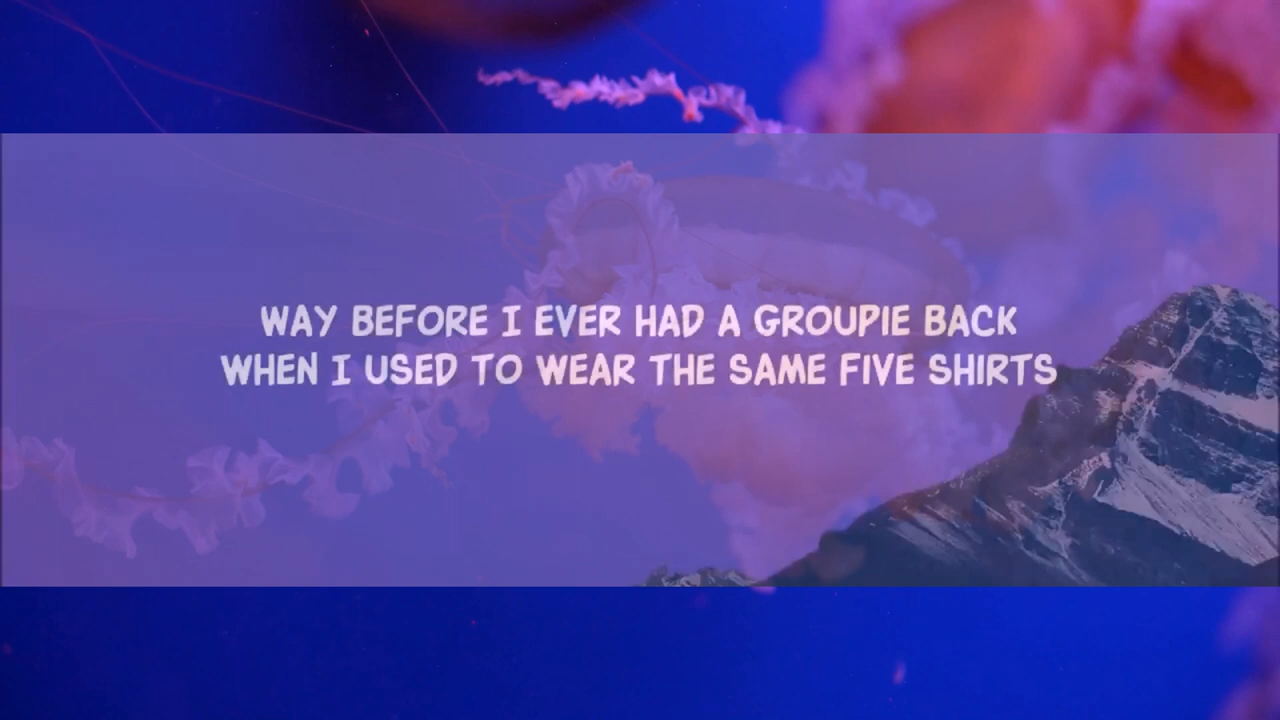 WAY BEFORE I EVER HAD A GROUPIE BACK
WHEN I USED TO WEAR THE SAME FIVE SHIRTS